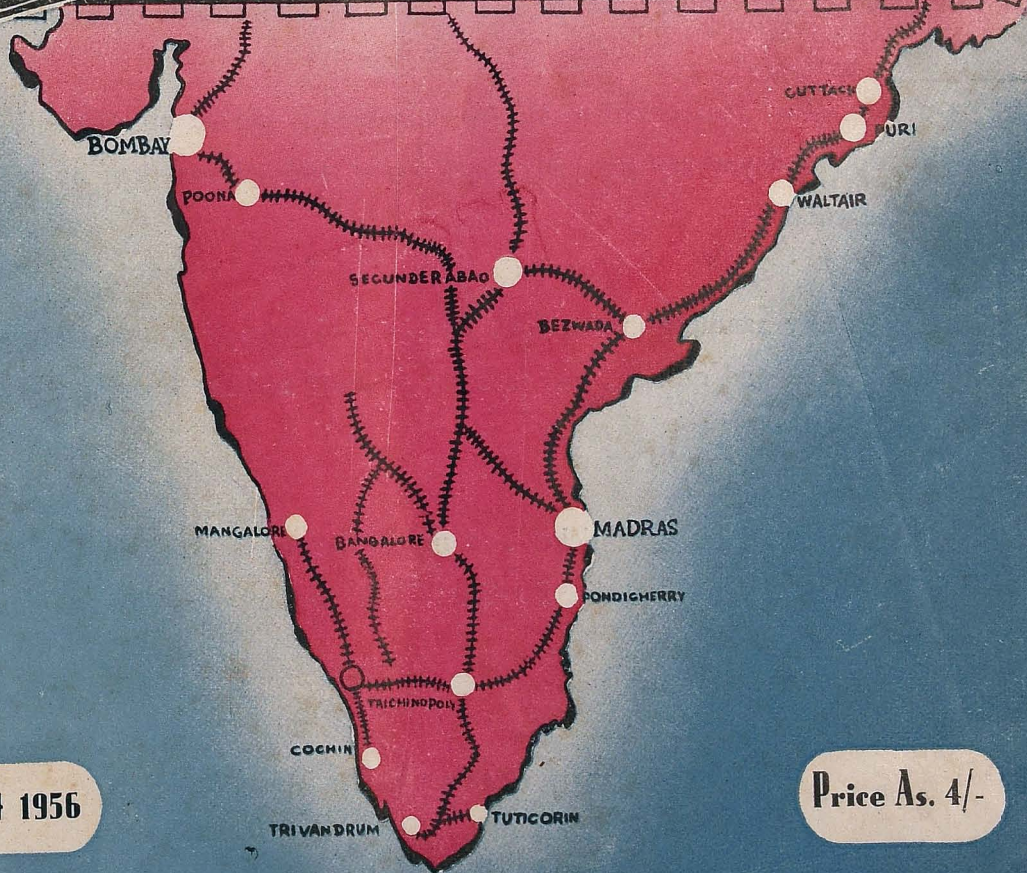 CUTTACK
PURI
BOMBAY
POONA
WALTAIR
SECUNDERABAD
BEZWADA
MANGALORE
BANGALORE
MADRAS
PONDICHERRY
TRICHINOPOLY
COCHIN
1956
Price As. 4/-
TRIVANDRUM
TUTICORIN